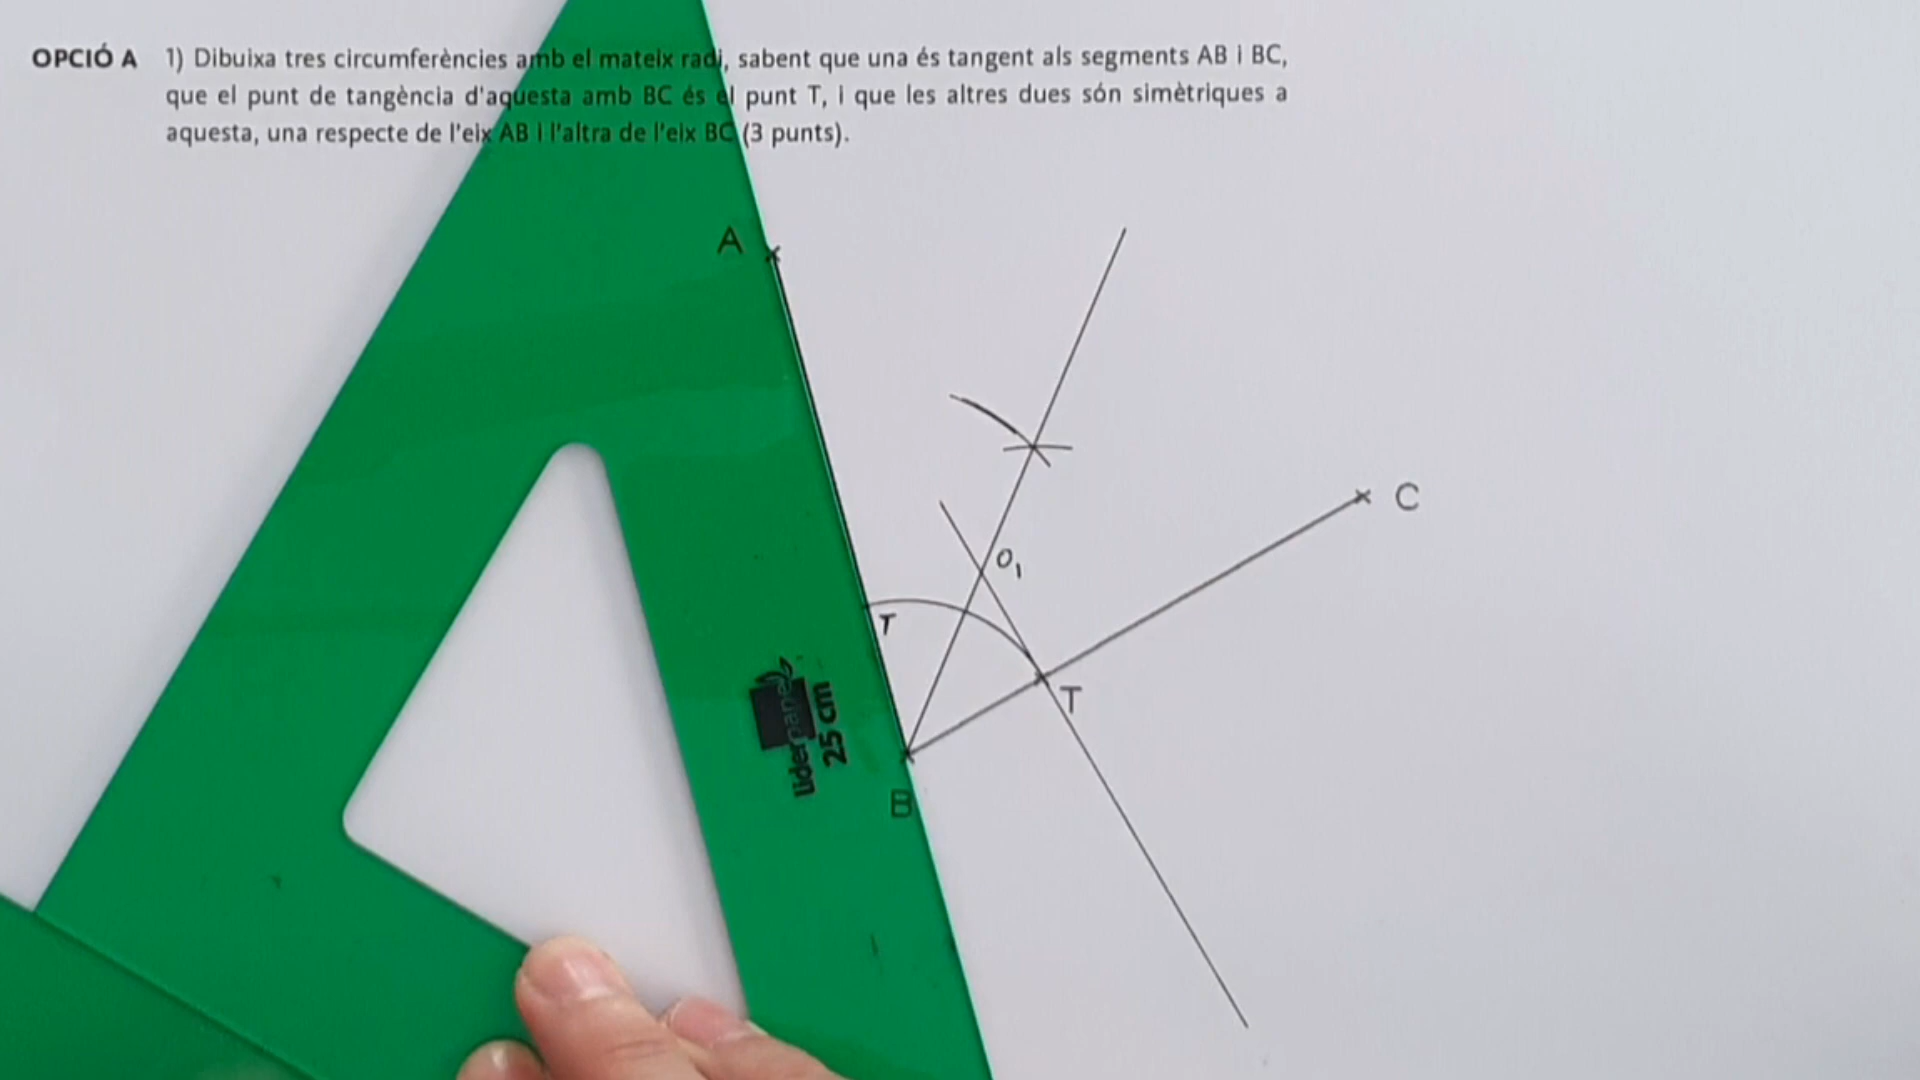 OPCIÓ A 1) Dibuixa tres circumferències amb el mateix radi, sabent que una és tangent als segments AB i BC,
que el punt de tangència d'aquesta amb BC és el punt T, i que les altres dues són simètriques a
aquesta, una respecte de l'eix AB i l'altra de l'eix BC (3 punts).
A
C
O1
T
T
liderpapel
25 cm
B